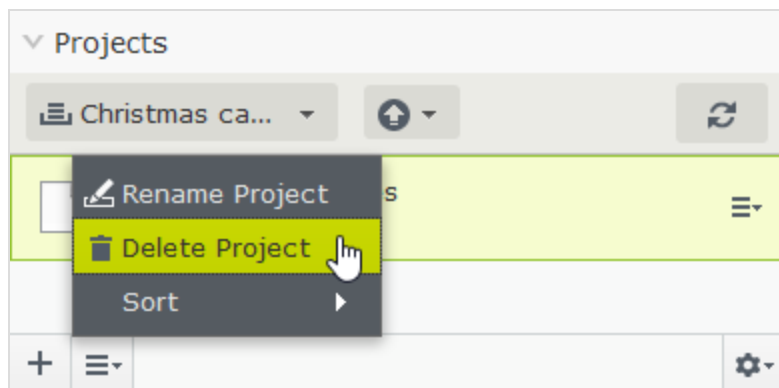 Projects
Christmas ca...
s
Rename Project
Delete Project
Sort